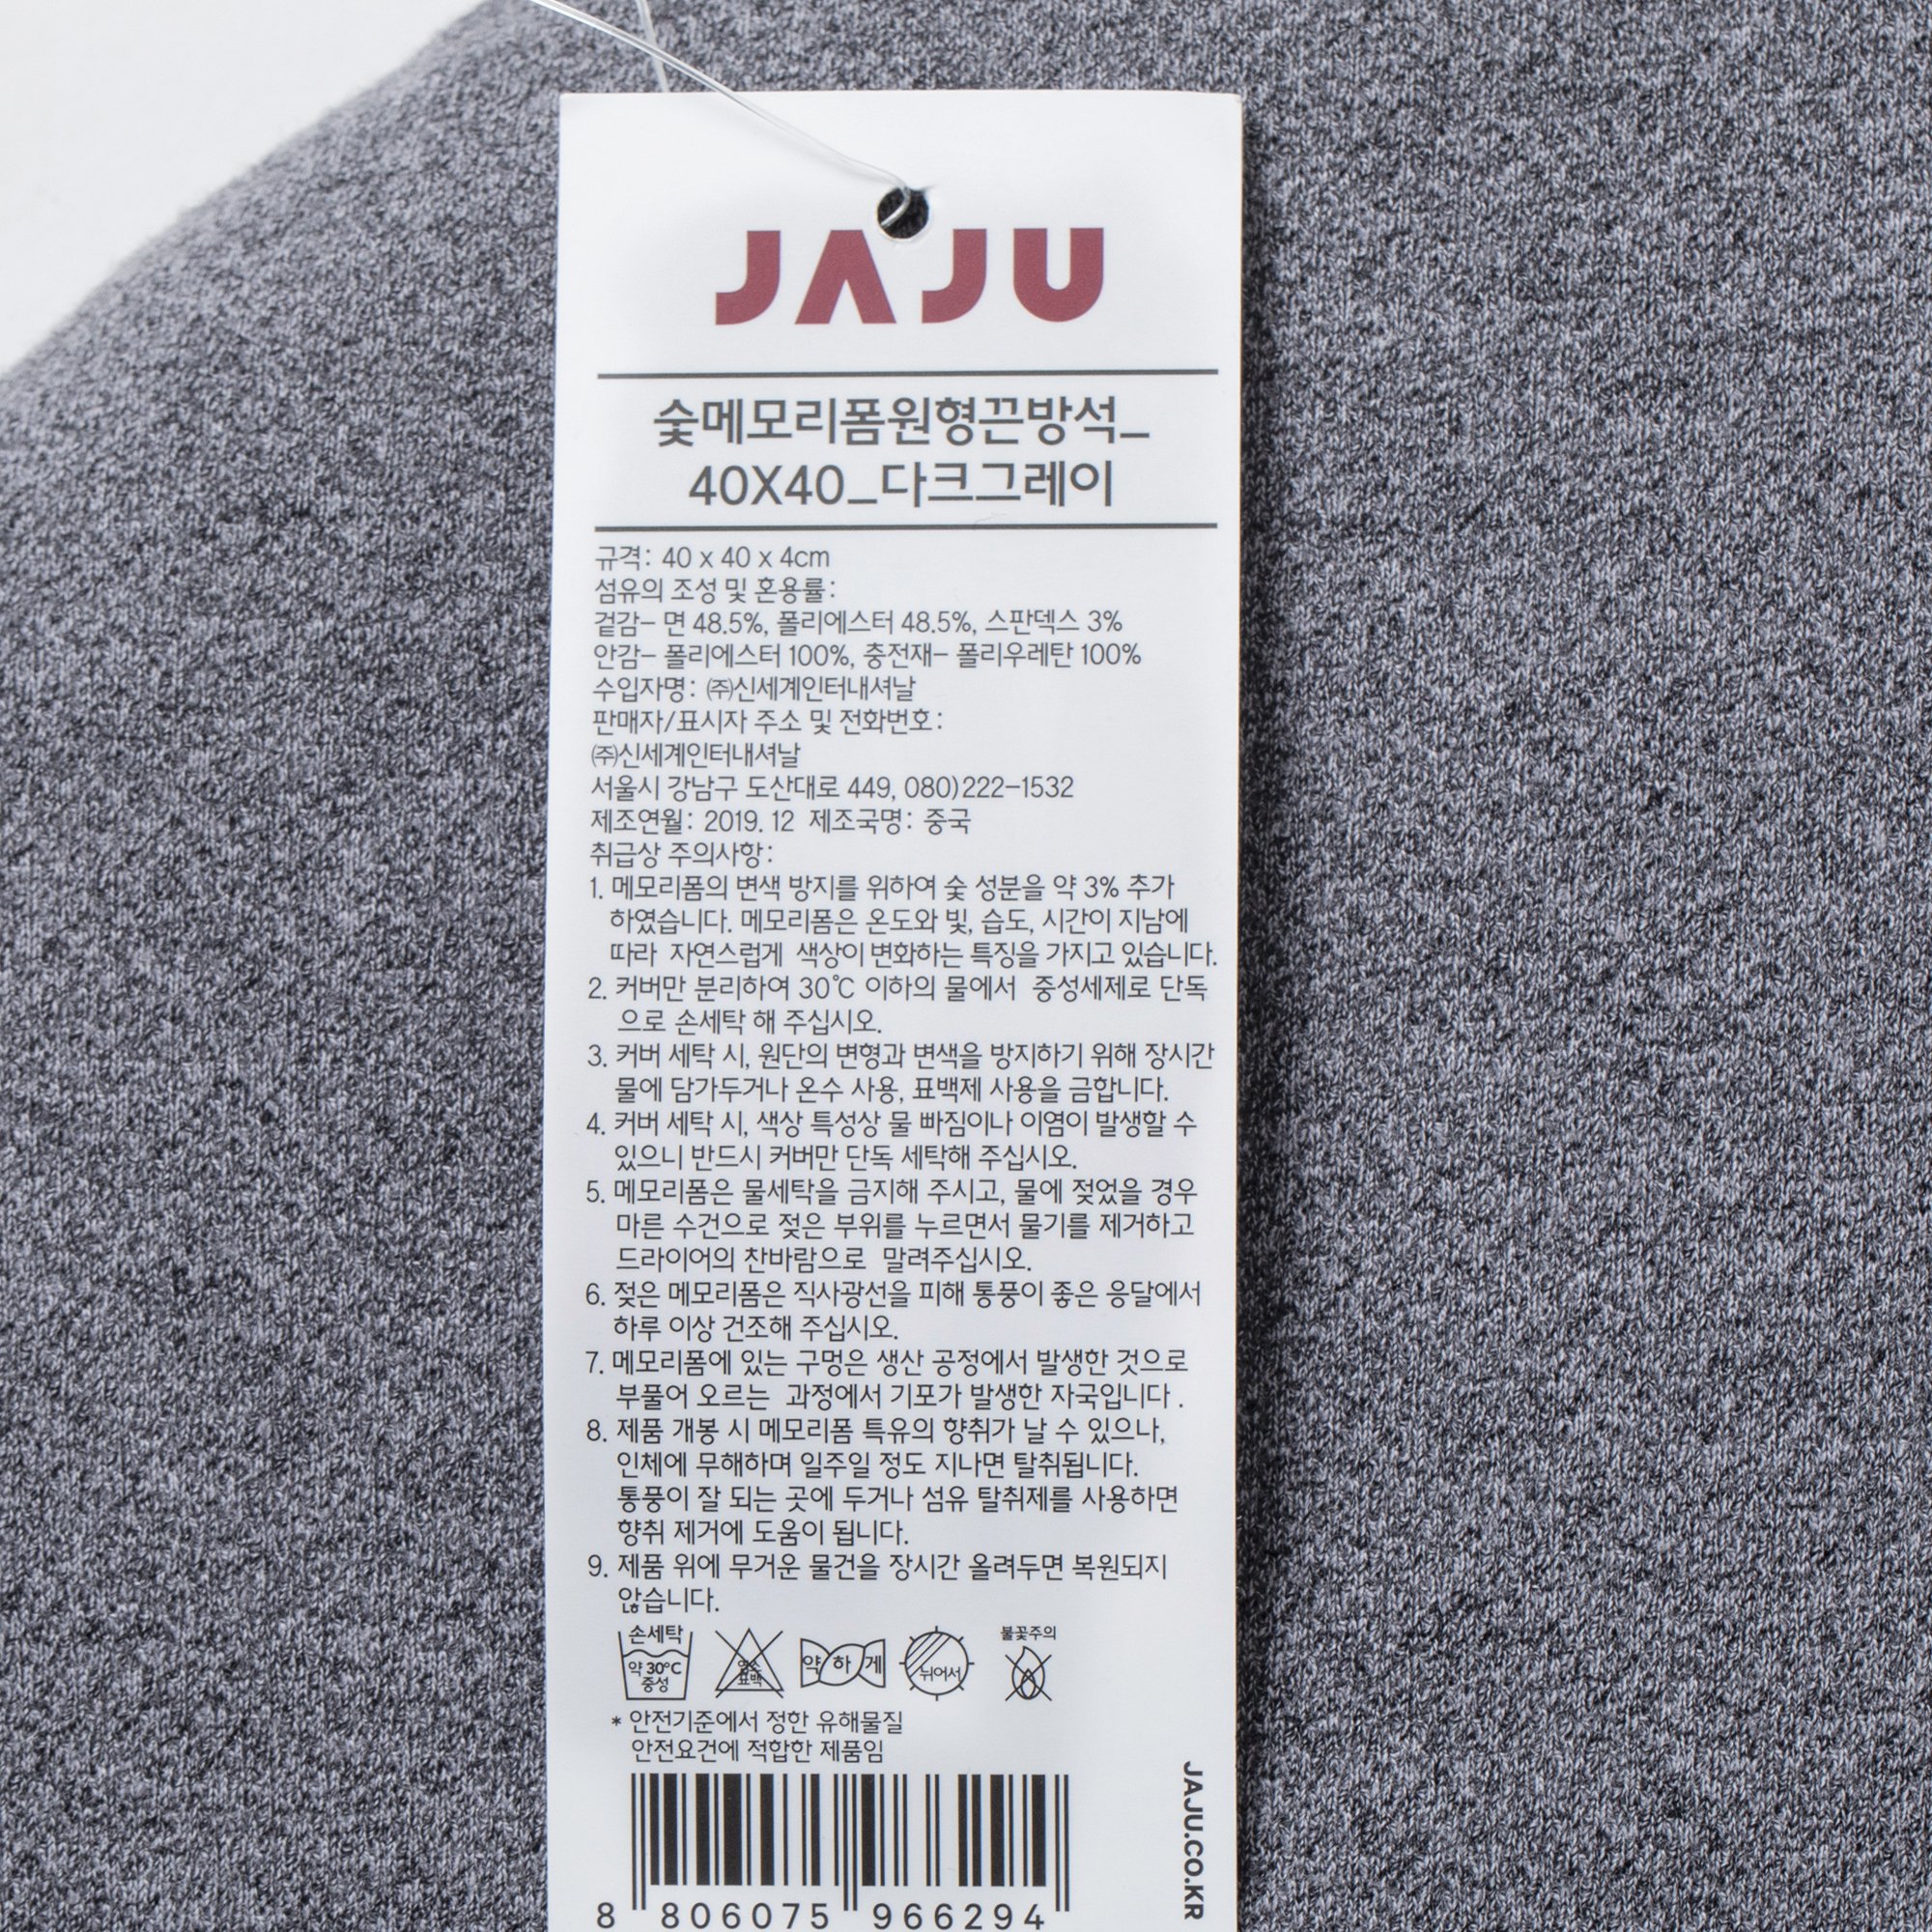 JAJU
숯메모리폼원형끈방석_
40X40_다크그레이
규격: 40 x 40 x 4cm
섬유의 조성 및 혼용률:
겉감- 면 48.5%, 폴리에스터 48.5%, 스판덱스 3%
안감- 폴리에스터 100%, 충전재- 폴리우레탄 100%
수입자명: ㈜신세계인터내셔날
판매자/표시자 주소 및 전화번호:
㈜신세계인터내셔날
서울시 강남구 도산대로 449, 080)222-1532
제조연월: 2019. 12 제조국명: 중국
취급상 주의사항:
1. 메모리폼의 변색 방지를 위하여 숯 성분을 약 3% 추가
하였습니다. 메모리폼은 온도와 빛, 습도, 시간이 지남에
따라 자연스럽게 색상이 변화하는 특징을 가지고 있습니다.
2. 커버만 분리하여 30℃ 이하의 물에서 중성세제로 단독
으로 손세탁 해 주십시오.
3. 커버 세탁 시, 원단의 변형과 변색을 방지하기 위해 장시간
물에 담가두거나 온수 사용, 표백제 사용을 금합니다.
4. 커버 세탁 시, 색상 특성상 물 빠짐이나 이염이 발생할 수
있으니 반드시 커버만 단독 세탁해 주십시오.
5. 메모리폼은 물세탁을 금지해 주시고, 물에 젖었을 경우
마른 수건으로 젖은 부위를 누르면서 물기를 제거하고
드라이어의 찬바람으로 말려주십시오.
6. 젖은 메모리폼은 직사광선을 피해 통풍이 좋은 응달에서
하루 이상 건조해 주십시오.
7. 메모리폼에 있는 구멍은 생산 공정에서 발생한 것으로
부풀어 오르는 과정에서 기포가 발생한 자국입니다.
8. 제품 개봉 시 메모리폼 특유의 향취가 날 수 있으나,
인체에 무해하며 일주일 정도 지나면 탈취됩니다.
통풍이 잘 되는 곳에 두거나 섬유 탈취제를 사용하면
향취 제거에 도움이 됩니다.
9. 제품 위에 무거운 물건을 장시간 올려두면 복원되지
않습니다.
손세탁
약 30℃
중성
염소
표백
약하게
뉘어서
불꽃주의
* 안전기준에서 정한 유해물질
안전요건에 적합한 제품임
8 806075 966294
JAJU.CO.KR